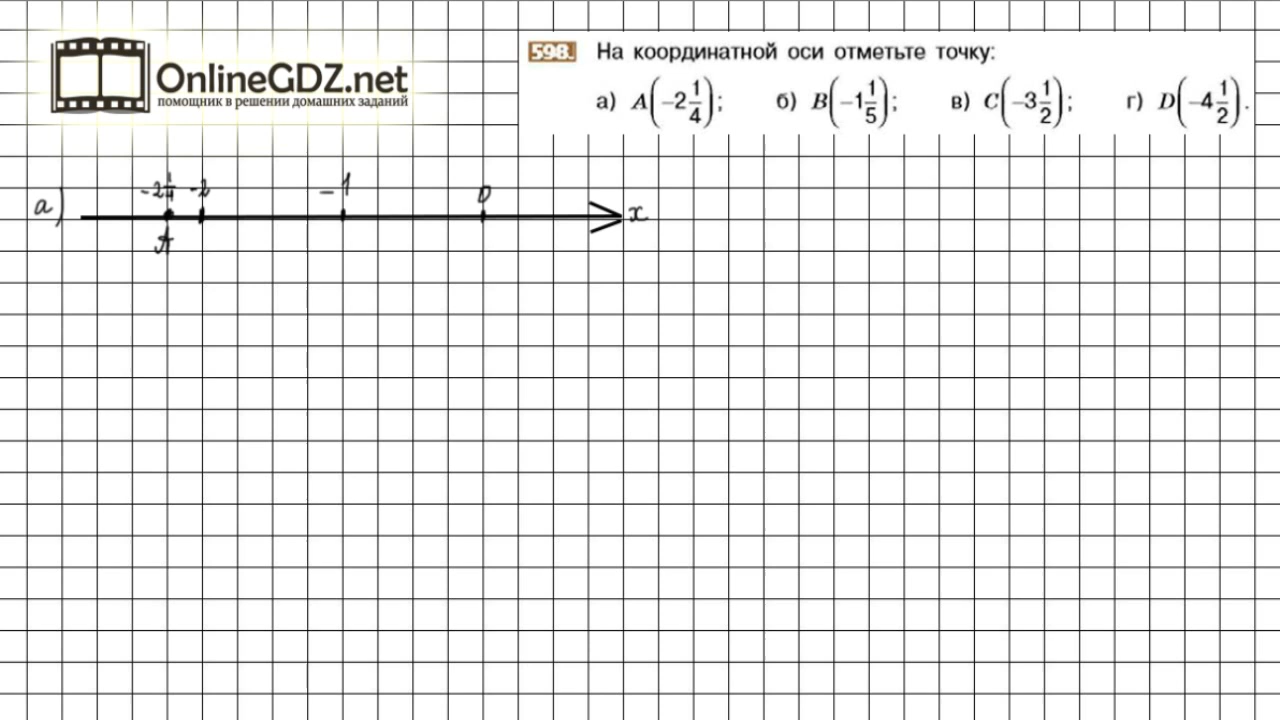 OnlineGDZ.net
помощник в решении домашних заданий
598. На координатной оси отметьте точку:
а) A(-2 1/4); б) B(-1 1/5); в) C(-3 1/2); г) D(-4 1/2).
а) -2 1/4 -2 -1 0 x
A